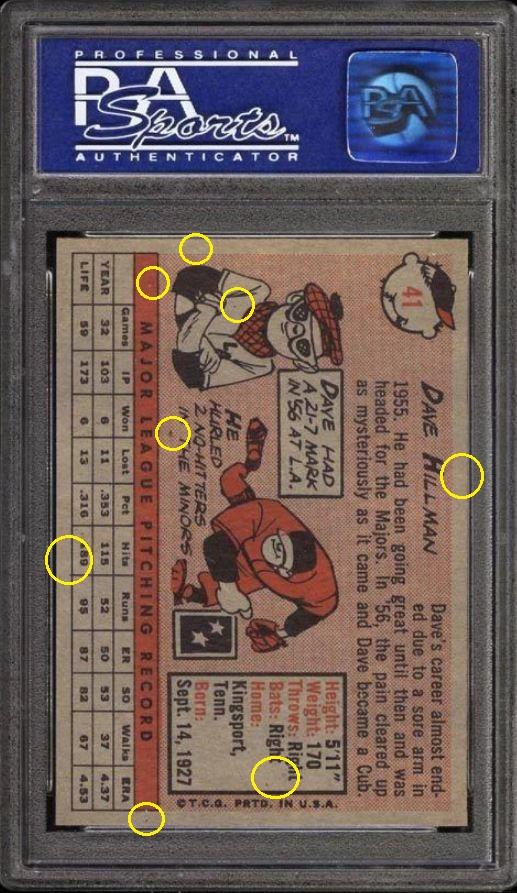 PROFESSIONAL
PSA
Sports™
AUTHENTICATOR
PSA
41
DAVE HILLMAN
Dave's career almost end-
ed due to a sore arm in
1955. He had been going great until then and was
headed for the Majors. In '56, the pain cleared up
as mysteriously as it came and Dave became a Cub.
DAVE HAD
A 21-7 MARK
IN '56 AT L.A.
HE
HURLED
2 NO-HITTERS
IN THE MINORS
Height: 5'11"
Weight: 170
Throws: Right
Bats: Right
Home:
Kingsport,
Tenn.
Born:
Sept. 14, 1927
©T.C.G. PRTD. IN U.S.A.
MAJOR LEAGUE PITCHING RECORD
Games IP Won Lost Pct Hits Runs ER SO Walks ERA
YEAR 32 103 6 11 .353 115 52 50 53 37 4.37
LIFE 59 173 6 13 .316 95 87 82 67 4.53